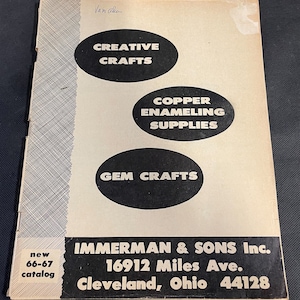 CREATIVE
CRAFTS
COPPER
ENAMELING
SUPPLIES
GEM CRAFTS
new
66-67
catalog
IMMERMAN & SONS Inc.
16912 Miles Ave.
Cleveland, Ohio 44128